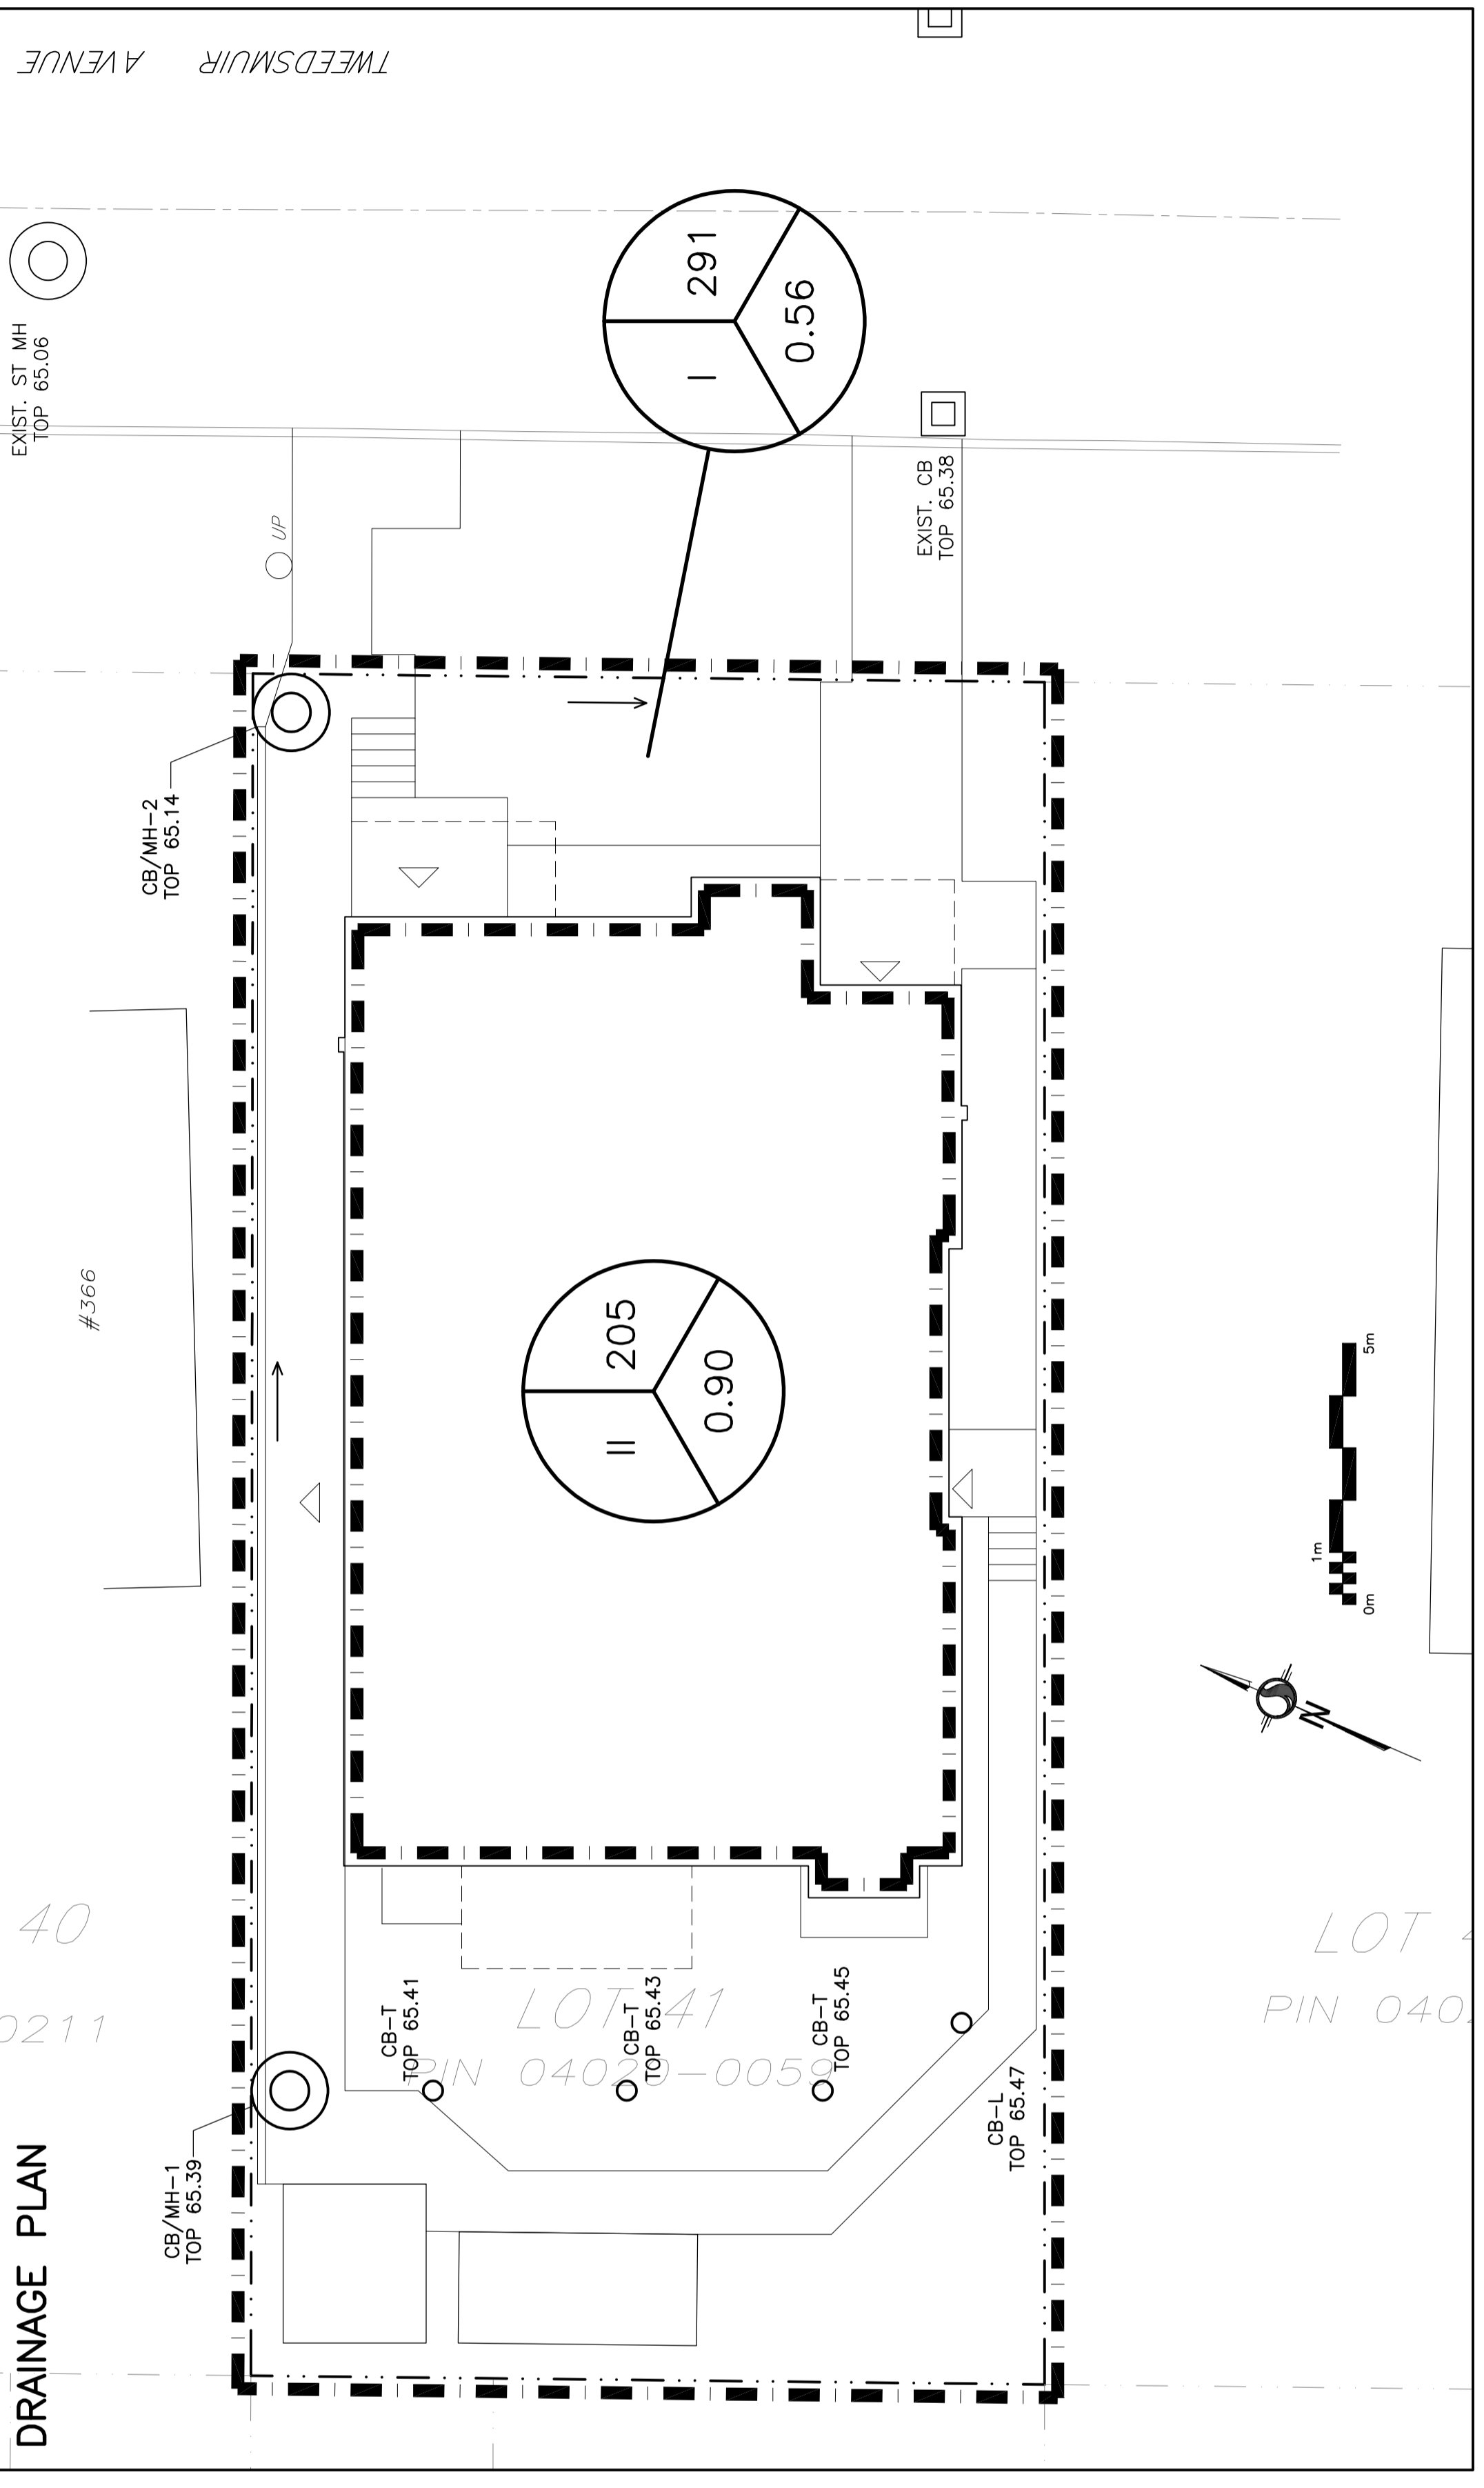 TWEEDSMUIR AVENUE
EXIST. ST MH
TOP 65.06
I
291
0.56
EXIST. CB
TOP 65.38
UP
CB/MH-2
TOP 65.14
#366
II
205
0.90
5m
1m
0m
N
40
0211
LOT 41
PIN 04020-0059
CB-T
TOP 65.41
CB-T
TOP 65.43
CB-T
TOP 65.45
CB-L
TOP 65.47
LOT
PIN
CB/MH-1
TOP 65.39
DRAINAGE PLAN